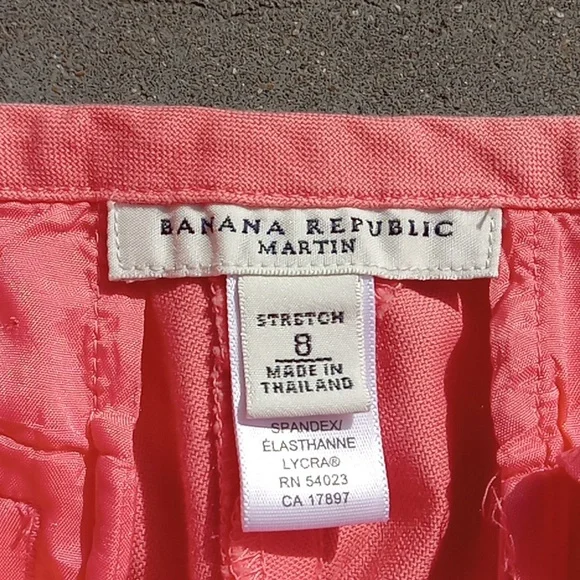 BANANA REPUBLIC
MARTIN
STRETCH
8
MADE IN
THAILAND
SPANDEX/
ÉLASTHANNE
LYCRA®
RN 54023
CA 17897